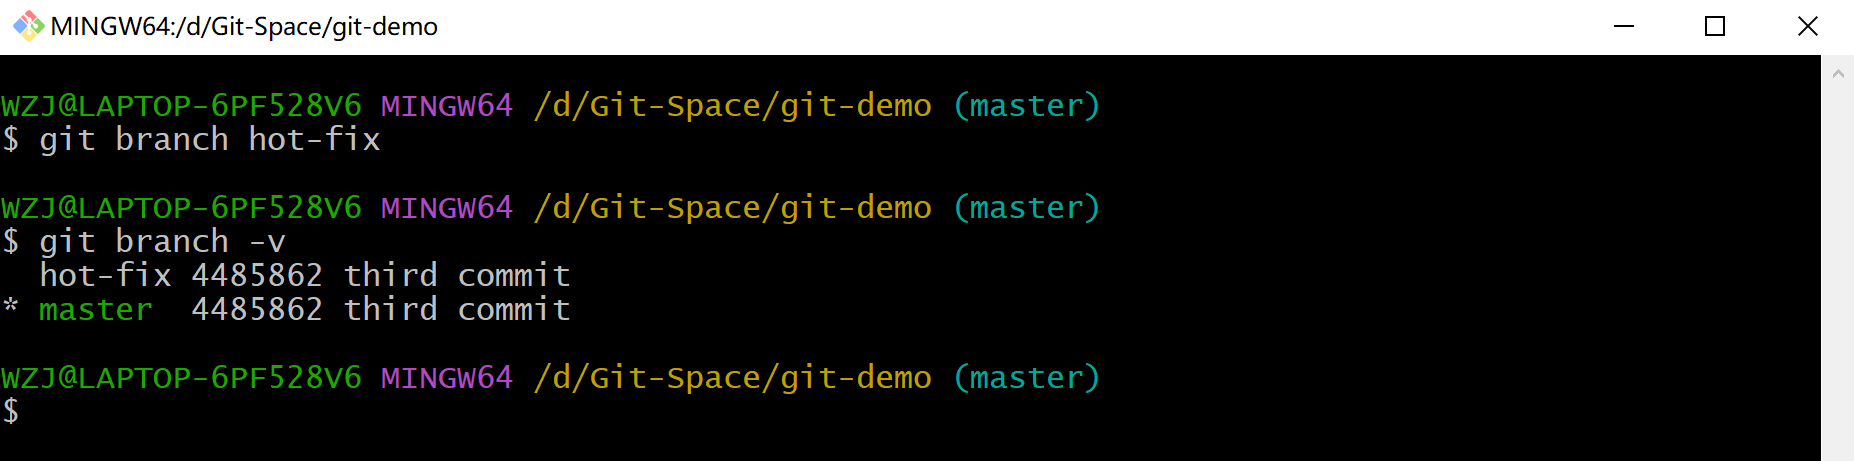 MINGW64:/d/Git-Space/git-demo
WZJ@LAPTOP-6PF528V6 MINGW64 /d/Git-Space/git-demo (master)
$ git branch hot-fix
WZJ@LAPTOP-6PF528V6 MINGW64 /d/Git-Space/git-demo (master)
$ git branch -v
  hot-fix 4485862 third commit
* master  4485862 third commit
WZJ@LAPTOP-6PF528V6 MINGW64 /d/Git-Space/git-demo (master)
$